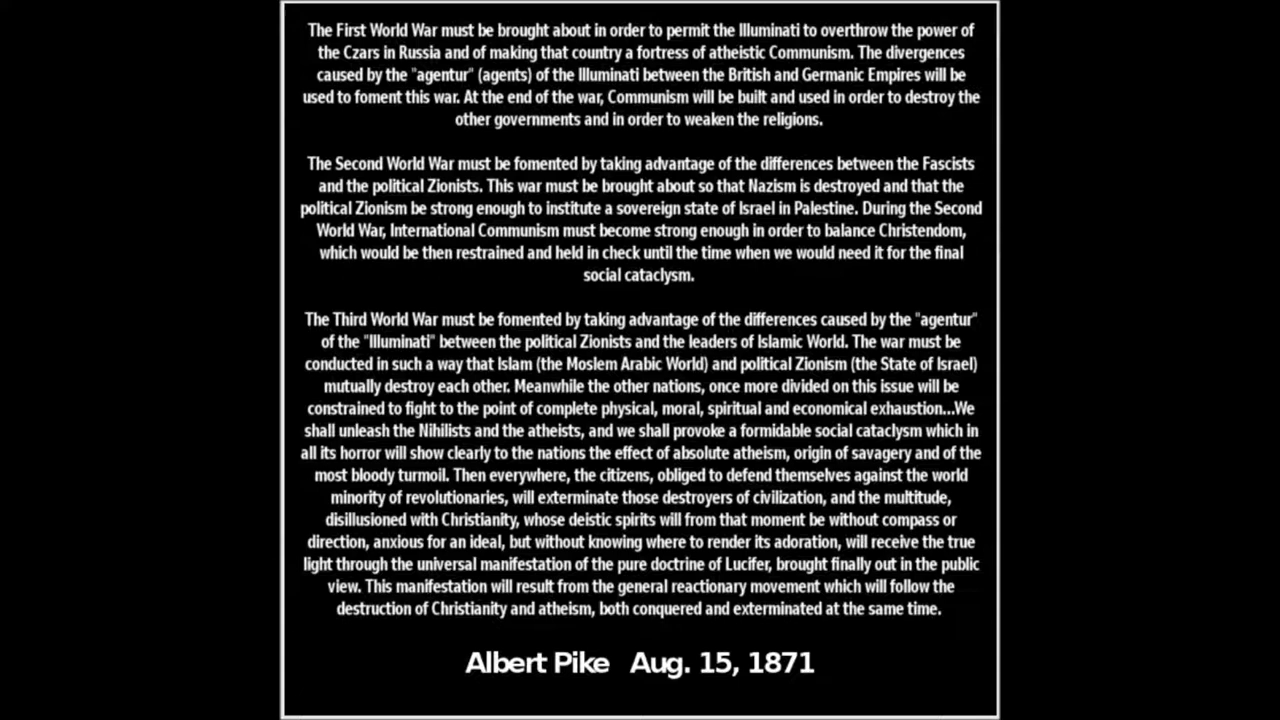 The First World War must be brought about in order to permit the Illuminati to overthrow the power of
the Czars in Russia and of making that country a fortress of atheistic Communism. The divergences
caused by the "agentur" (agents) of the Illuminati between the British and Germanic Empires will be
used to foment this war. At the end of the war, Communism will be built and used in order to destroy the
other governments and in order to weaken the religions.
The Second World War must be fomented by taking advantage of the differences between the Fascists
and the political Zionists. This war must be brought about so that Nazism is destroyed and that the
political Zionism be strong enough to institute a sovereign state of Israel in Palestine. During the Second
World War, International Communism must become strong enough in order to balance Christendom,
which would be then restrained and held in check until the time when we would need it for the final
social cataclysm.
The Third World War must be fomented by taking advantage of the differences caused by the "agentur"
of the "Illuminati" between the political Zionists and the leaders of Islamic World. The war must be
conducted in such a way that Islam (the Moslem Arabic World) and political Zionism (the State of Israel)
mutually destroy each other. Meanwhile the other nations, once more divided on this issue will be
constrained to fight to the point of complete physical, moral, spiritual and economical exhaustion...We
shall unleash the Nihilists and the atheists, and we shall provoke a formidable social cataclysm which in
all its horror will show clearly to the nations the effect of absolute atheism, origin of savagery and of the
most bloody turmoil. Then everywhere, the citizens, obliged to defend themselves against the world
minority of revolutionaries, will exterminate those destroyers of civilization, and the multitude,
disillusioned with Christianity, whose deistic spirits will from that moment be without compass or
direction, anxious for an ideal, but without knowing where to render its adoration, will receive the true
light through the universal manifestation of the pure doctrine of Lucifer, brought finally out in the public
view. This manifestation will result from the general reactionary movement which will follow the
destruction of Christianity and atheism, both conquered and exterminated at the same time.
Albert Pike Aug. 15, 1871